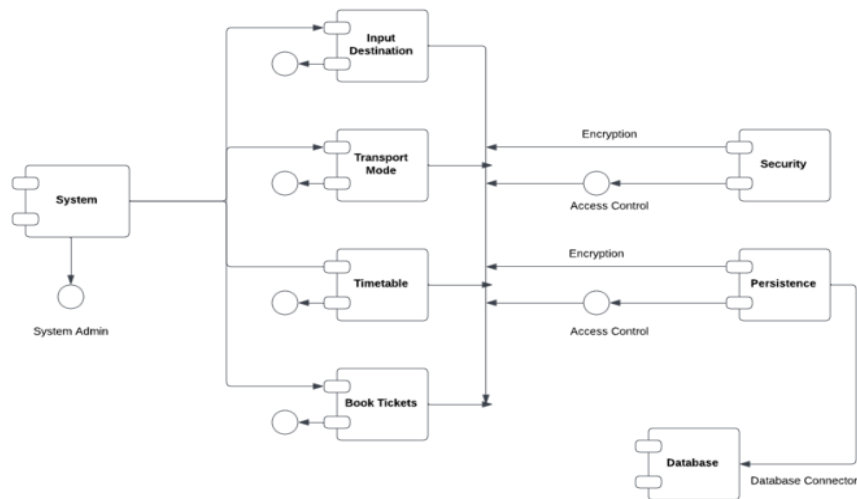 Input
Destination
Encryption
Transport
Mode
Security
System
Access Control
Encryption
Timetable
Persistence
System Admin
Access Control
Book Tickets
Database
Database Connector